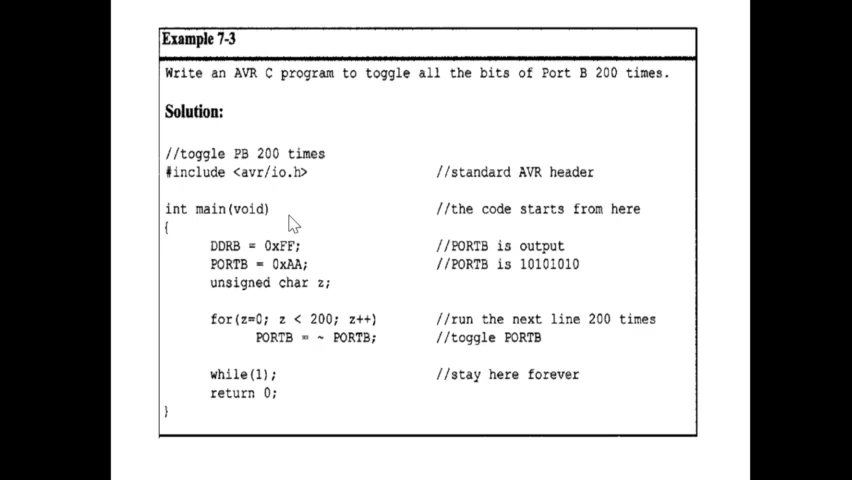 Example 7-3
Write an AVR C program to toggle all the bits of Port B 200 times.
Solution:
//toggle PB 200 times
#include <avr/io.h> //standard AVR header
int main(void) //the code starts from here
{
DDRB = 0xFF; //PORTB is output
PORTB = 0xAA; //PORTB is 10101010
unsigned char z;
for(z=0; z < 200; z++) //run the next line 200 times
PORTB = ~ PORTB; //toggle PORTB
while(1); //stay here forever
return 0;
}